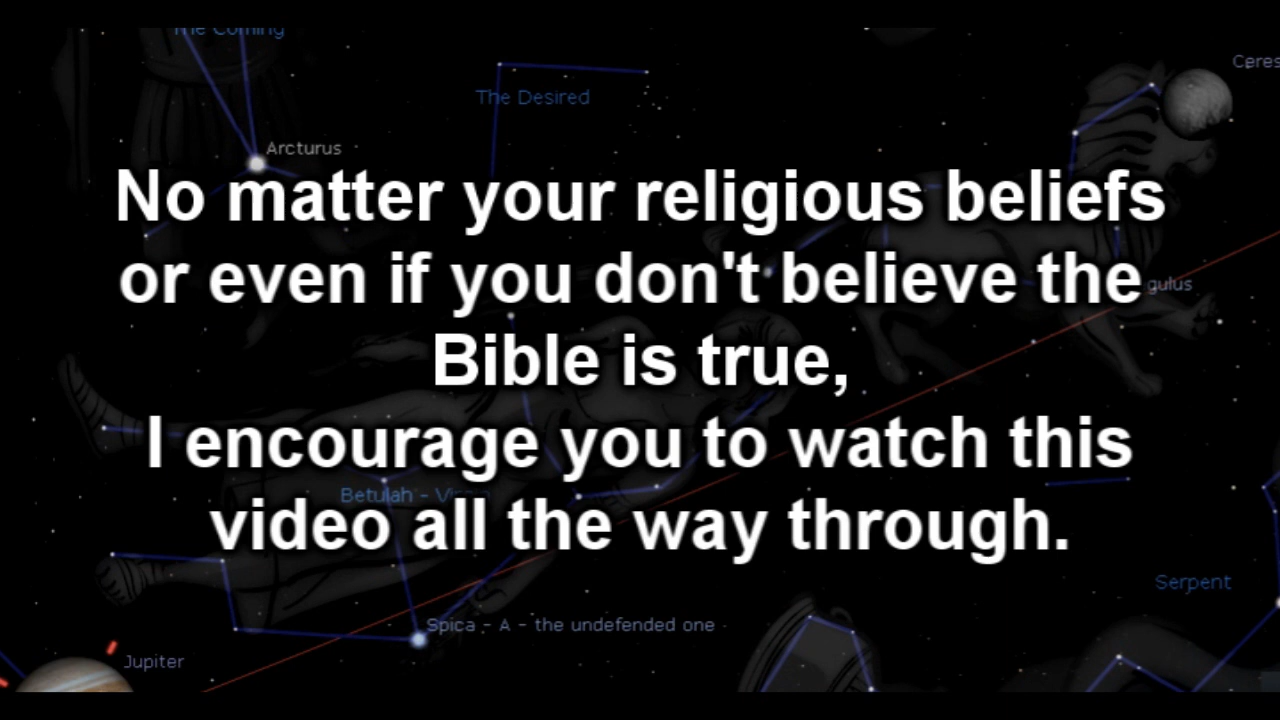 The Coming
Ceres
The Desired
Arcturus
No matter your religious beliefs
or even if you don't believe the
gulus
Bible is true,
I encourage you to watch this
Betulah - Virgin
video all the way through.
Serpent
Spica - A - the undefended one
Jupiter